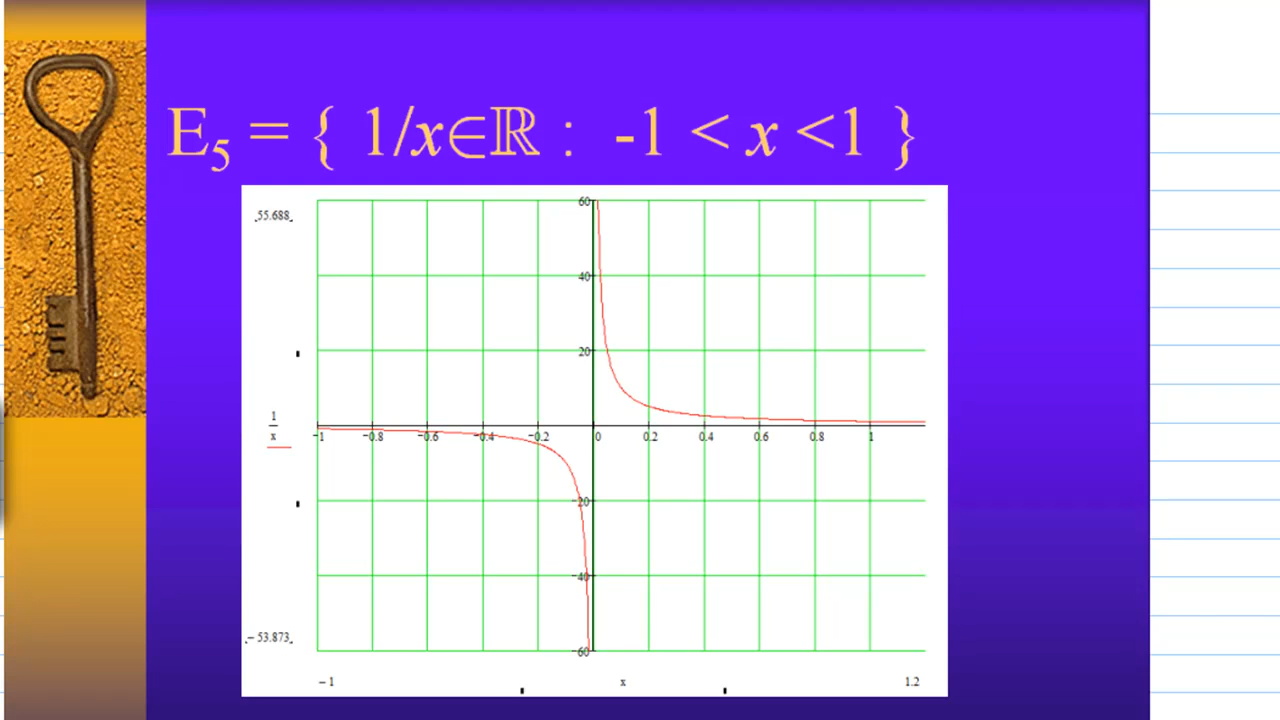 E₅ = { 1/x∈ℝ : -1 < x <1 }
55.688
60
40
20
1
x
−1 −0.8 −0.6 −0.4 −0.2 0 0.2 0.4 0.6 0.8 1
−20
−40
−53.873
−60
−1 x 1.2